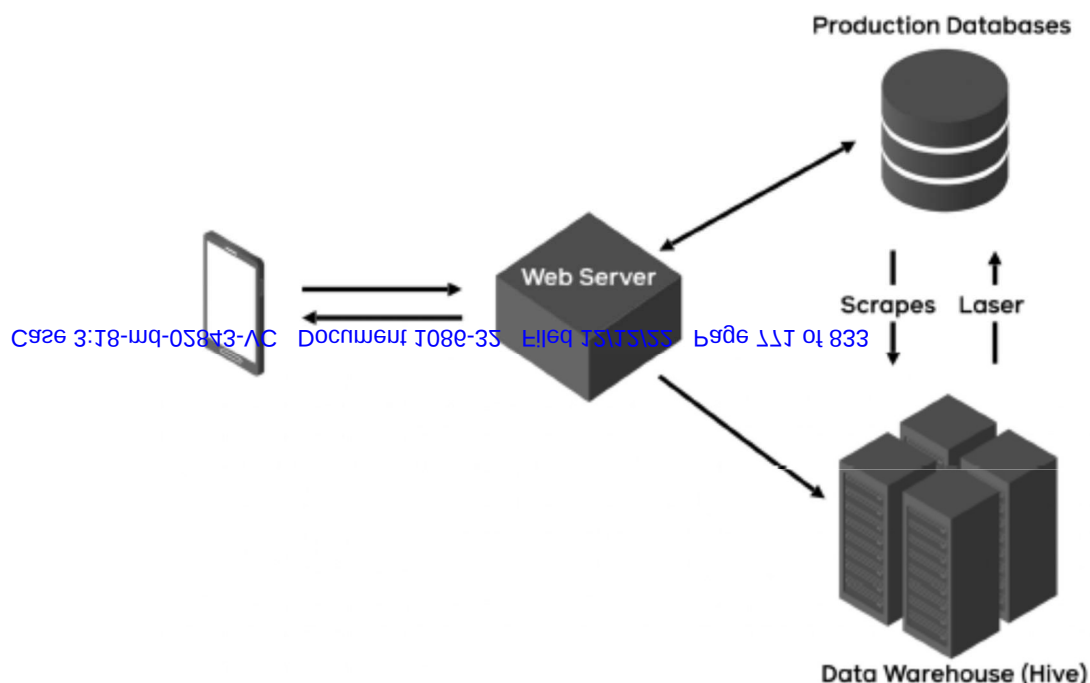 Production Databases
Web Server
Scrapes Laser
Case 3:18-md-02843-VC Document 1086-32 Filed 12/12/22 Page 771 of 833
Data Warehouse (Hive)